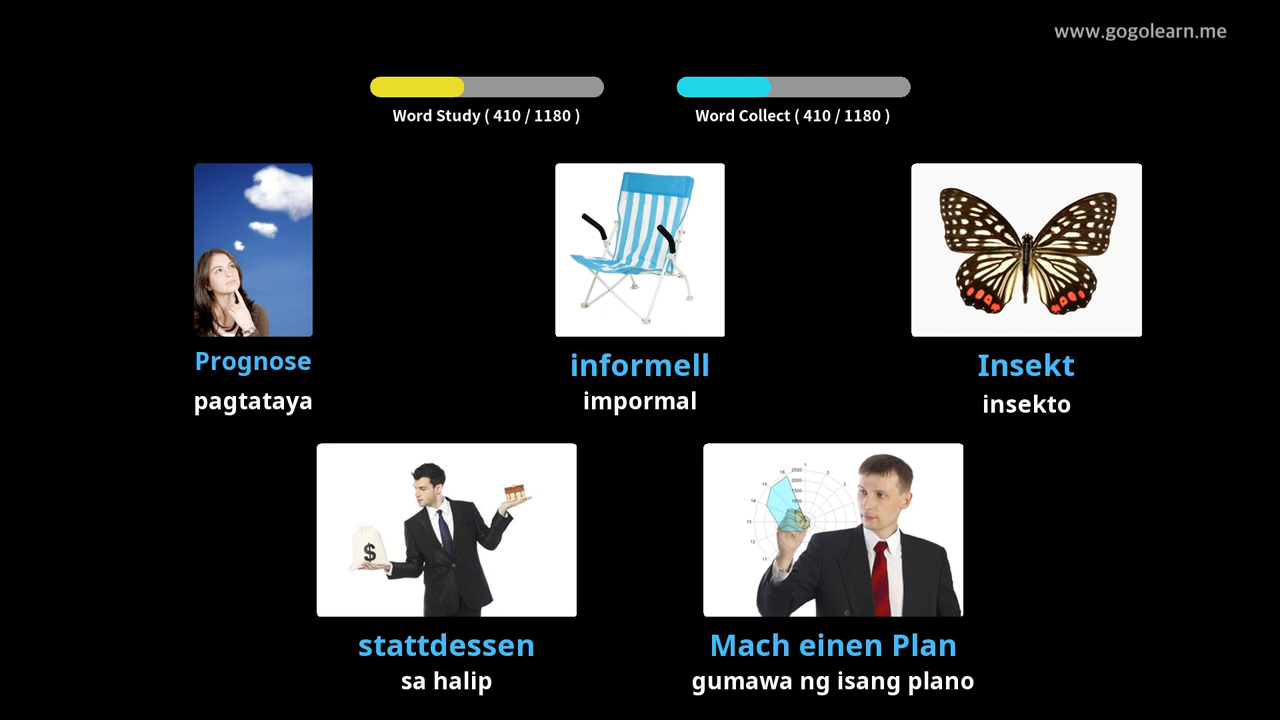 www.gogolearn.me
Word Study ( 410 / 1180 )
Word Collect ( 410 / 1180 )
Prognose
pagtataya
informell
impormal
Insekt
insekto
$
stattdessen
sa halip
Mach einen Plan
gumawa ng isang plano